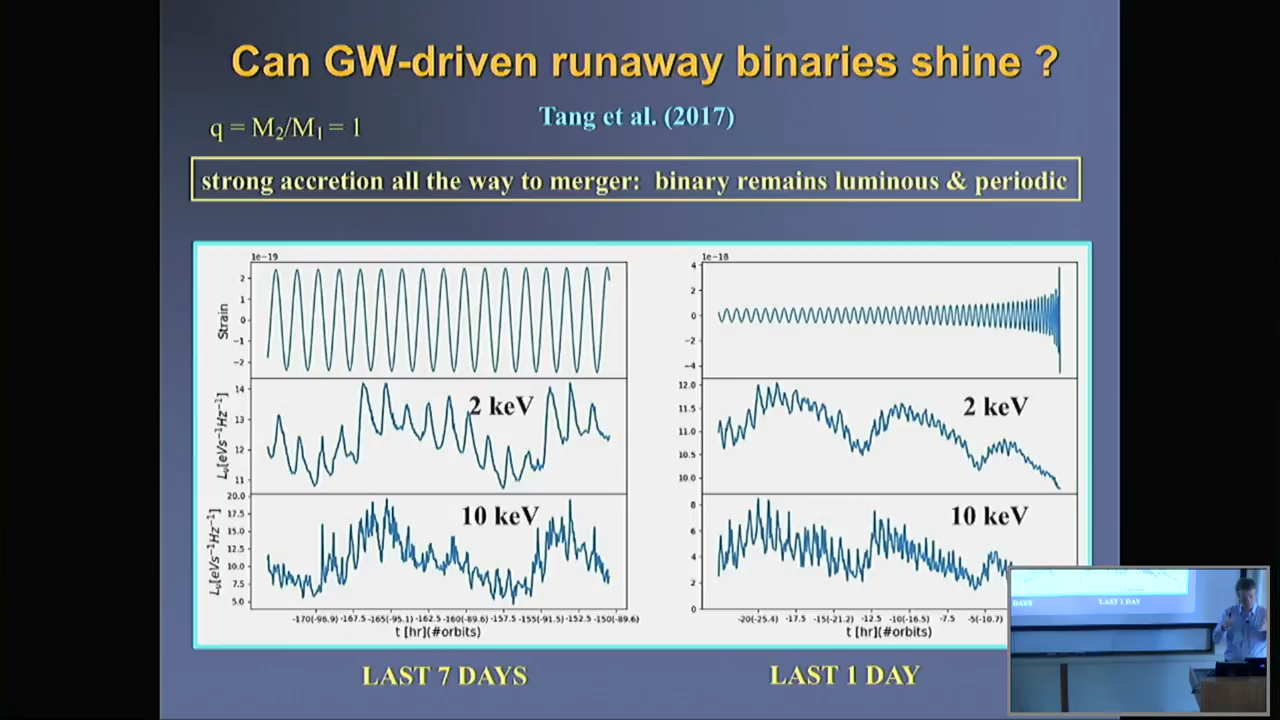 Can GW-driven runaway binaries shine ?
Tang et al. (2017)
q = M₂/M₁ = 1
strong accretion all the way to merger: binary remains luminous & periodic
1e−19
Strain
2
1
0
−1
−2
2 keV
Lν[eVs⁻¹Hz⁻¹]
14
13
12
11
10 keV
Lν[eVs⁻¹Hz⁻¹]
20.0
17.5
15.0
12.5
10.0
7.5
5.0
-170(-96.9) -167.5 -165(-95.1) -162.5 -160(-89.6) -157.5 -155(-91.5) -152.5 -150(-89.6)
t [hr](#orbits)
1e−18
4
2
0
−2
−4
2 keV
12.0
11.5
11.0
10.5
10.0
10 keV
8
6
4
2
0
-20(-25.4) -17.5 -15(-21.2) -12.5 -10(-16.5) -7.5 -5(-10.7)
t [hr](#orbits)
LAST 7 DAYS
LAST 1 DAY
DAYS
LAST 1 DAY